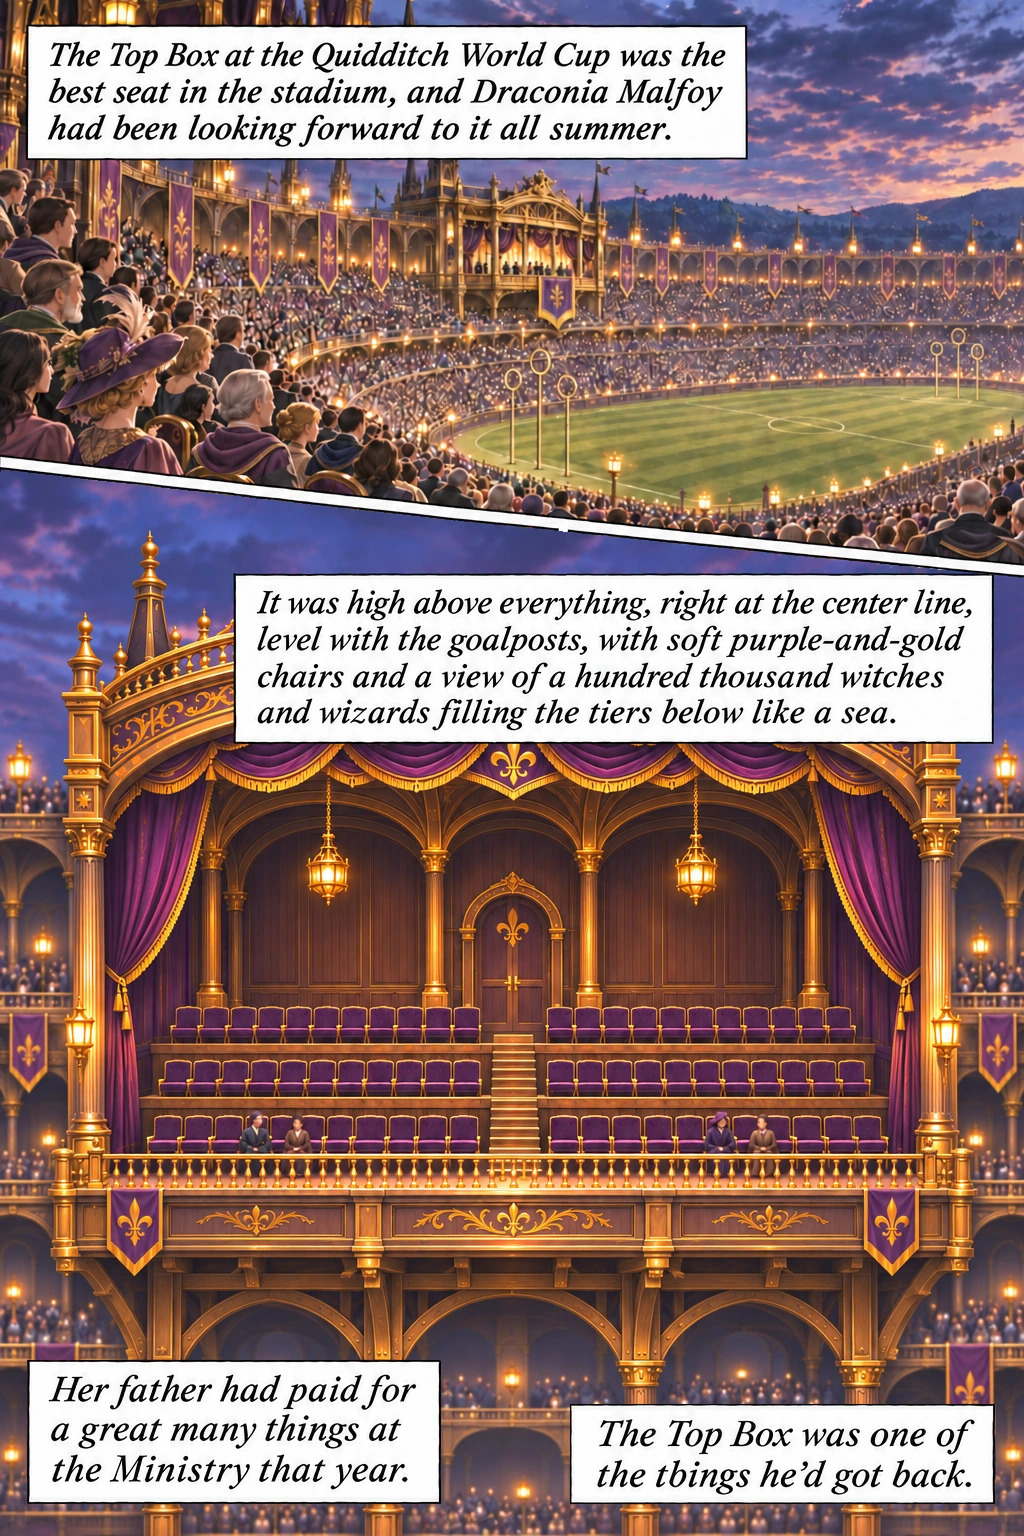 The Top Box at the Quidditch World Cup was the
best seat in the stadium, and Draconia Malfoy
had been looking forward to it all summer.
It was high above everything, right at the center line,
level with the goalposts, with soft purple-and-gold
chairs and a view of a hundred thousand witches
and wizards filling the tiers below like a sea.
Her father had paid for
a great many things at
the Ministry that year.
The Top Box was one of
the tbings he'd got back.